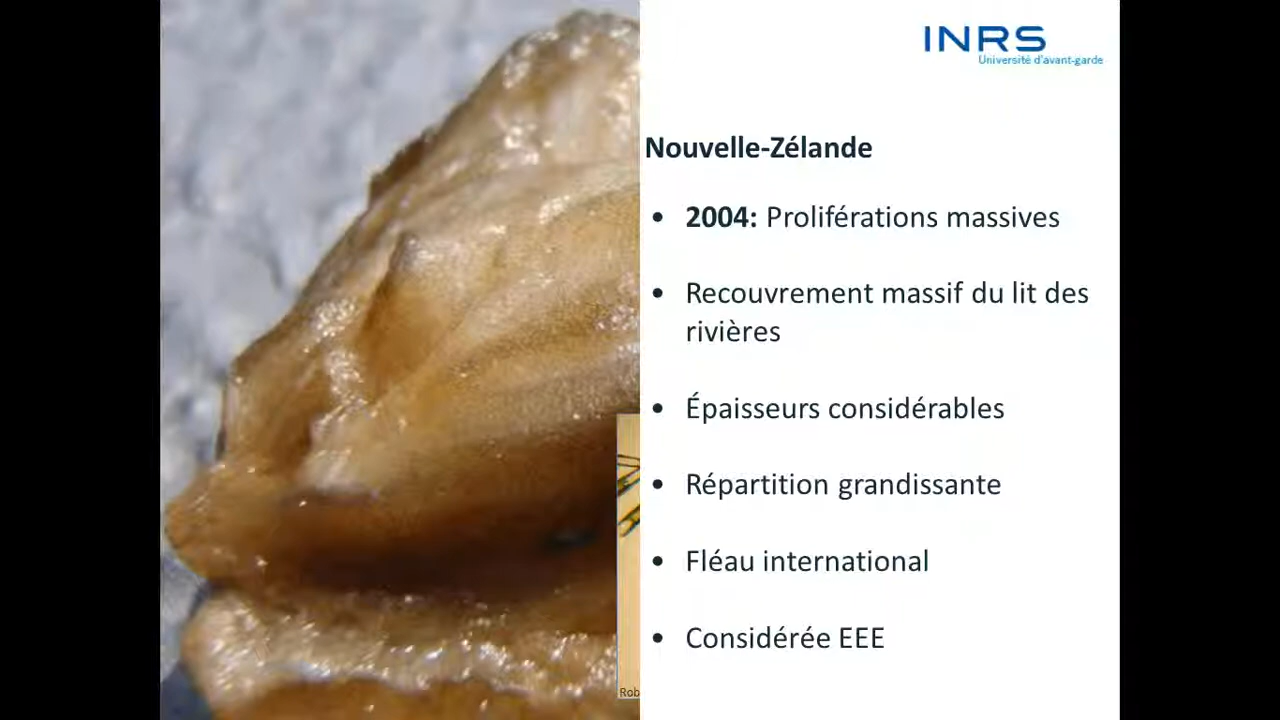 INRS
Université d'avant-garde
Nouvelle-Zélande
• 2004: Proliférations massives
• Recouvrement massif du lit des
rivières
• Épaisseurs considérables
• Répartition grandissante
• Fléau international
• Considérée EEE
Rob